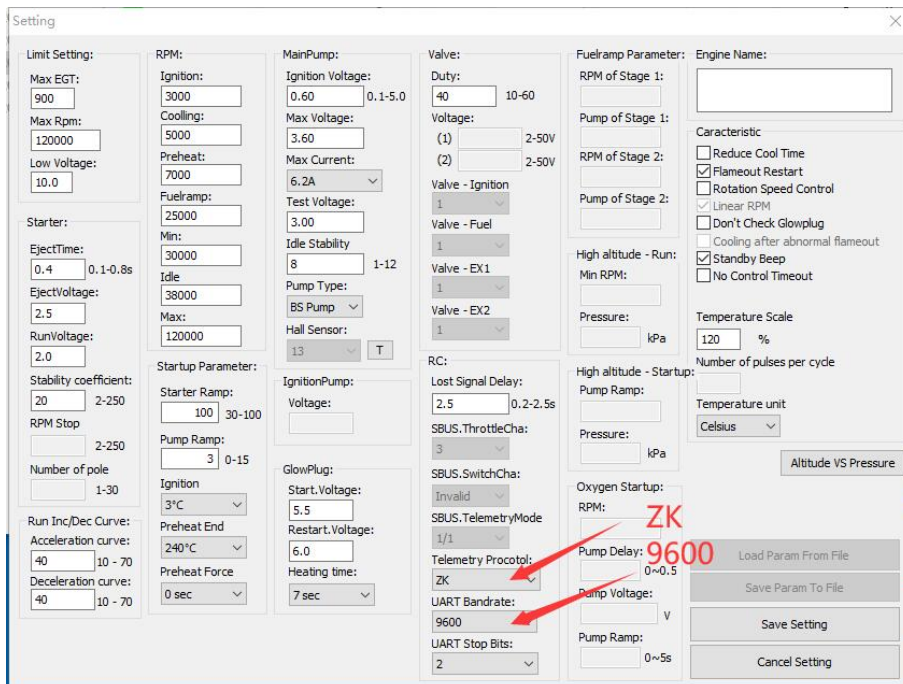 Setting
Limit Setting:
Max EGT:
900
Max Rpm:
120000
Low Voltage:
10.0
Starter:
EjectTime:
0.4 0.1-0.8s
EjectVoltage:
2.5
RunVoltage:
2.0
Stability coefficient:
20 2-250
RPM Stop
2-250
Number of pole
1-30
Run Inc/Dec Curve:
Acceleration curve:
40 10 - 70
Deceleration curve:
40 10 - 70
RPM:
Ignition:
3000
Coolling:
5000
Preheat:
7000
Fuelramp:
25000
Min:
30000
Idle
38000
Max:
120000
Startup Parameter:
Starter Ramp:
100 30-100
Pump Ramp:
3 0-15
Ignition
3°C
Preheat End
240°C
Preheat Force
0 sec
MainPump:
Ignition Voltage:
0.60 0.1-5.0
Max Voltage:
3.60
Max Current:
6.2A
Test Voltage:
3.00
Idle Stability
8 1-12
Pump Type:
BS Pump
Hall Sensor:
13 T
IgnitionPump:
Voltage:
GlowPlug:
Start.Voltage:
5.5
Restart.Voltage:
6.0
Heating time:
7 sec
Valve:
Duty:
40 10-60
Voltage:
(1) 2-50V
(2) 2-50V
Valve - Ignition
1
Valve - Fuel
1
Valve - EX1
1
Valve - EX2
1
RC:
Lost Signal Delay:
2.5 0.2-2.5s
SBUS.ThrottleCha:
3
SBUS.SwitchCha:
Invalid
SBUS.TelemetryMode
1/1
Telemetry Procotol:
ZK
UART Bandrate:
9600
UART Stop Bits:
2
Fuelramp Parameter:
RPM of Stage 1:
Pump of Stage 1:
RPM of Stage 2:
Pump of Stage 2:
High altitude - Run:
Min RPM:
Pressure:
kPa
High altitude - Startup:
Pump Ramp:
Pressure:
kPa
Oxygen Startup:
RPM:
ZK
9600
Pump Delay:
0~0.5
Pump Voltage:
V
Pump Ramp:
0~5s
Engine Name:
Caracteristic
Reduce Cool Time
Flameout Restart
Rotation Speed Control
Linear RPM
Don't Check Glowplug
Cooling after abnormal flameout
Standby Beep
No Control Timeout
Temperature Scale
120 %
Number of pulses per cycle
Temperature unit
Celsius
Altitude VS Pressure
Load Param From File
Save Param To File
Save Setting
Cancel Setting